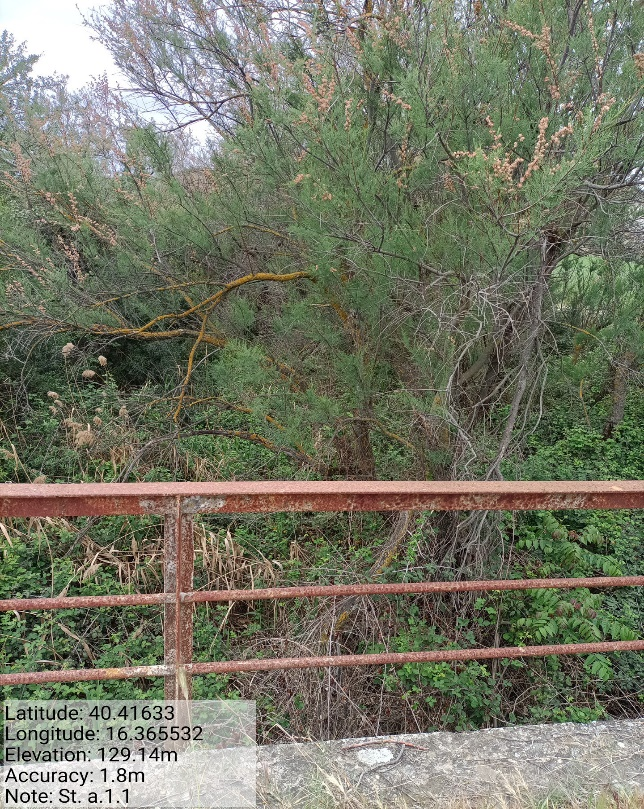 Latitude: 40.41633
Longitude: 16.365532
Elevation: 129.14m
Accuracy: 1.8m
Note: St. a.1.1